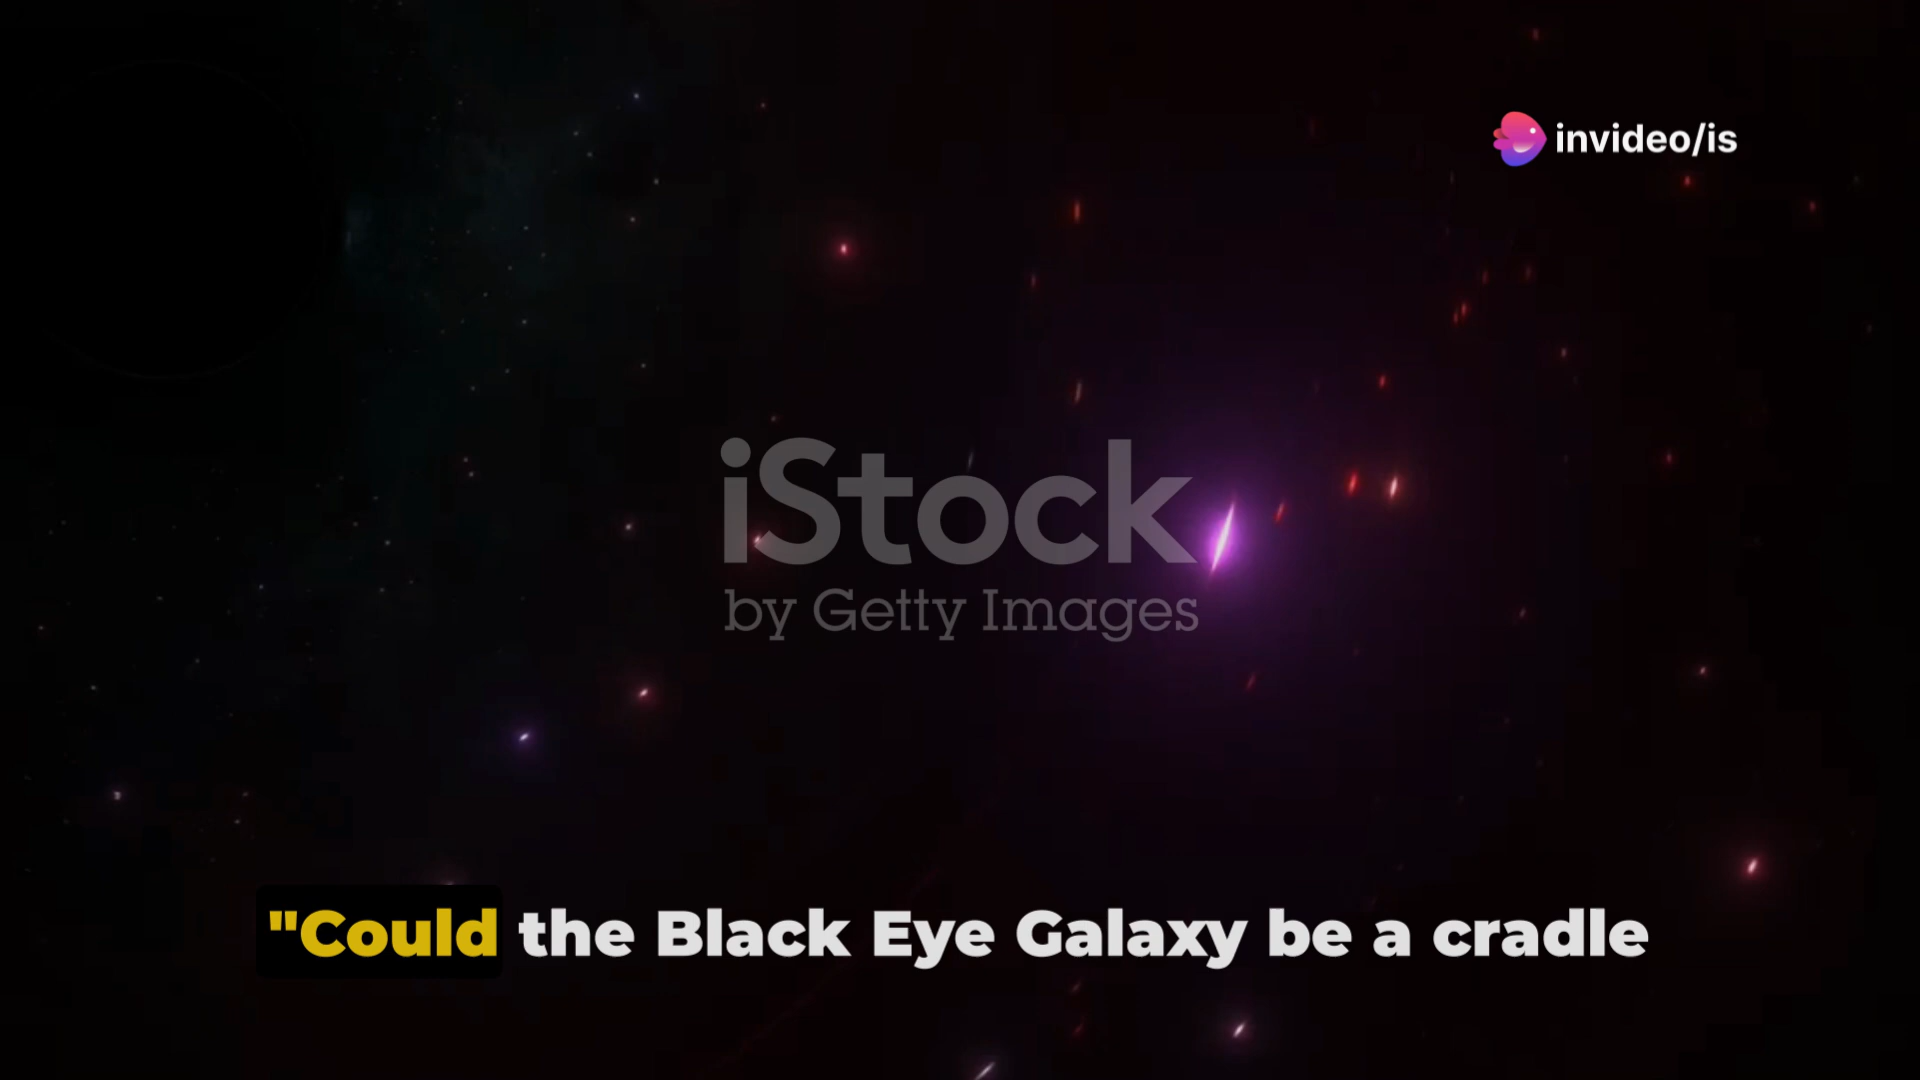 invideo/is
iStock
by Getty Images
"Could the Black Eye Galaxy be a cradle